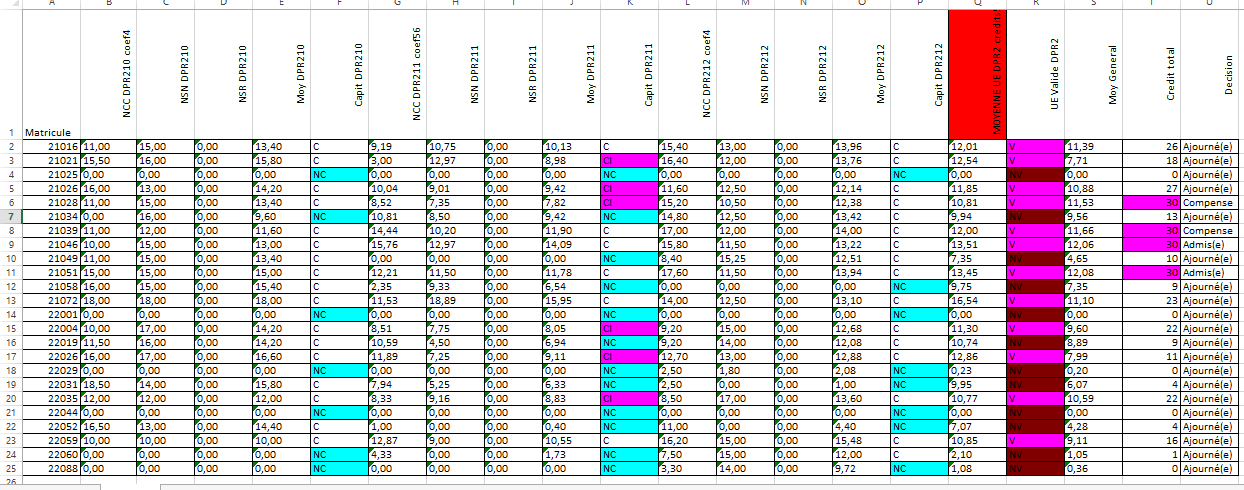 A B C D E F G H I J K L M N O P Q R S T U
1 Matricule NCC DPR210 coef4 NSN DPR210 NSR DPR210 Moy DPR210 Capit DPR210 NCC DPR211 coef56 NSN DPR211 NSR DPR211 Moy DPR211 Capit DPR211 NCC DPR212 coef4 NSN DPR212 NSR DPR212 Moy DPR212 Capit DPR212 MOYENNE UE DPR2 credits UE Valide DPR2 Moy General Credit total Decision
2 21016 11,00 15,00 0,00 13,40 C 9,19 10,75 0,00 10,13 C 15,40 13,00 0,00 13,96 C 12,01 V 11,39 26 Ajourné(e)
3 21021 15,50 16,00 0,00 15,80 C 3,00 12,97 0,00 8,98 CI 16,40 12,00 0,00 13,76 C 12,54 V 7,71 18 Ajourné(e)
4 21025 0,00 0,00 0,00 0,00 NC 0,00 0,00 0,00 0,00 NC 0,00 0,00 0,00 0,00 NC 0,00 NV 0,00 0 Ajourné(e)
5 21026 16,00 13,00 0,00 14,20 C 10,04 9,01 0,00 9,42 CI 11,60 12,50 0,00 12,14 C 11,85 V 10,88 27 Ajourné(e)
6 21028 11,00 15,00 0,00 13,40 C 8,52 7,35 0,00 7,82 CI 15,20 10,50 0,00 12,38 C 10,81 V 11,53 30 Compense
7 21034 0,00 16,00 0,00 9,60 NC 10,81 8,50 0,00 9,42 NC 14,80 12,50 0,00 13,42 C 9,94 NV 9,56 13 Ajourné(e)
8 21039 11,00 12,00 0,00 11,60 C 14,44 10,20 0,00 11,90 C 17,00 12,00 0,00 14,00 C 12,00 V 11,66 30 Compense
9 21046 10,00 15,00 0,00 13,00 C 15,76 12,97 0,00 14,09 C 15,80 11,50 0,00 13,22 C 13,51 V 12,06 30 Admis(e)
10 21049 11,00 15,00 0,00 13,40 C 0,00 0,00 0,00 0,00 NC 8,40 15,25 0,00 12,51 C 7,35 NV 4,65 10 Ajourné(e)
11 21051 15,00 15,00 0,00 15,00 C 12,21 11,50 0,00 11,78 C 17,60 11,50 0,00 13,94 C 13,45 V 12,08 30 Admis(e)
12 21058 16,00 15,00 0,00 15,40 C 2,35 9,33 0,00 6,54 NC 0,00 0,00 0,00 0,00 NC 9,75 NV 7,35 9 Ajourné(e)
13 21072 18,00 18,00 0,00 18,00 C 11,53 18,89 0,00 15,95 C 14,00 12,50 0,00 13,10 C 16,54 V 11,10 23 Ajourné(e)
14 22001 0,00 0,00 0,00 0,00 NC 0,00 0,00 0,00 0,00 NC 0,00 0,00 0,00 0,00 NC 0,00 NV 0,00 0 Ajourné(e)
15 22004 10,00 17,00 0,00 14,20 C 8,51 7,75 0,00 8,05 CI 9,20 15,00 0,00 12,68 C 11,30 V 9,60 22 Ajourné(e)
16 22019 11,50 16,00 0,00 14,20 C 10,59 4,50 0,00 6,94 NC 9,20 14,00 0,00 12,08 C 10,74 NV 8,89 9 Ajourné(e)
17 22026 16,00 17,00 0,00 16,60 C 11,89 7,25 0,00 9,11 CI 12,70 13,00 0,00 12,88 C 12,86 V 7,99 11 Ajourné(e)
18 22029 0,00 0,00 0,00 0,00 NC 0,00 0,00 0,00 0,00 NC 2,50 1,80 0,00 2,08 NC 0,23 NV 0,20 0 Ajourné(e)
19 22031 18,50 14,00 0,00 15,80 C 7,94 5,25 0,00 6,33 NC 2,50 0,00 0,00 1,00 NC 9,95 NV 6,07 4 Ajourné(e)
20 22035 12,00 12,00 0,00 12,00 C 8,33 9,16 0,00 8,83 CI 8,50 17,00 0,00 13,60 C 10,77 V 10,59 22 Ajourné(e)
21 22044 0,00 0,00 0,00 0,00 NC 0,00 0,00 0,00 0,00 NC 0,00 0,00 0,00 0,00 NC 0,00 NV 0,00 0 Ajourné(e)
22 22052 16,50 13,00 0,00 14,40 C 1,00 0,00 0,00 0,40 NC 11,00 0,00 0,00 4,40 NC 7,07 NV 4,28 4 Ajourné(e)
23 22059 10,00 10,00 0,00 10,00 C 12,87 9,00 0,00 10,55 C 16,20 15,00 0,00 15,48 C 10,85 V 9,11 16 Ajourné(e)
24 22060 0,00 0,00 0,00 0,00 NC 4,33 0,00 0,00 1,73 NC 7,50 15,00 0,00 12,00 C 2,10 NV 1,05 1 Ajourné(e)
25 22088 0,00 0,00 0,00 0,00 NC 0,00 0,00 0,00 0,00 NC 3,30 14,00 0,00 9,72 NC 1,08 NV 0,36 0 Ajourné(e)
26